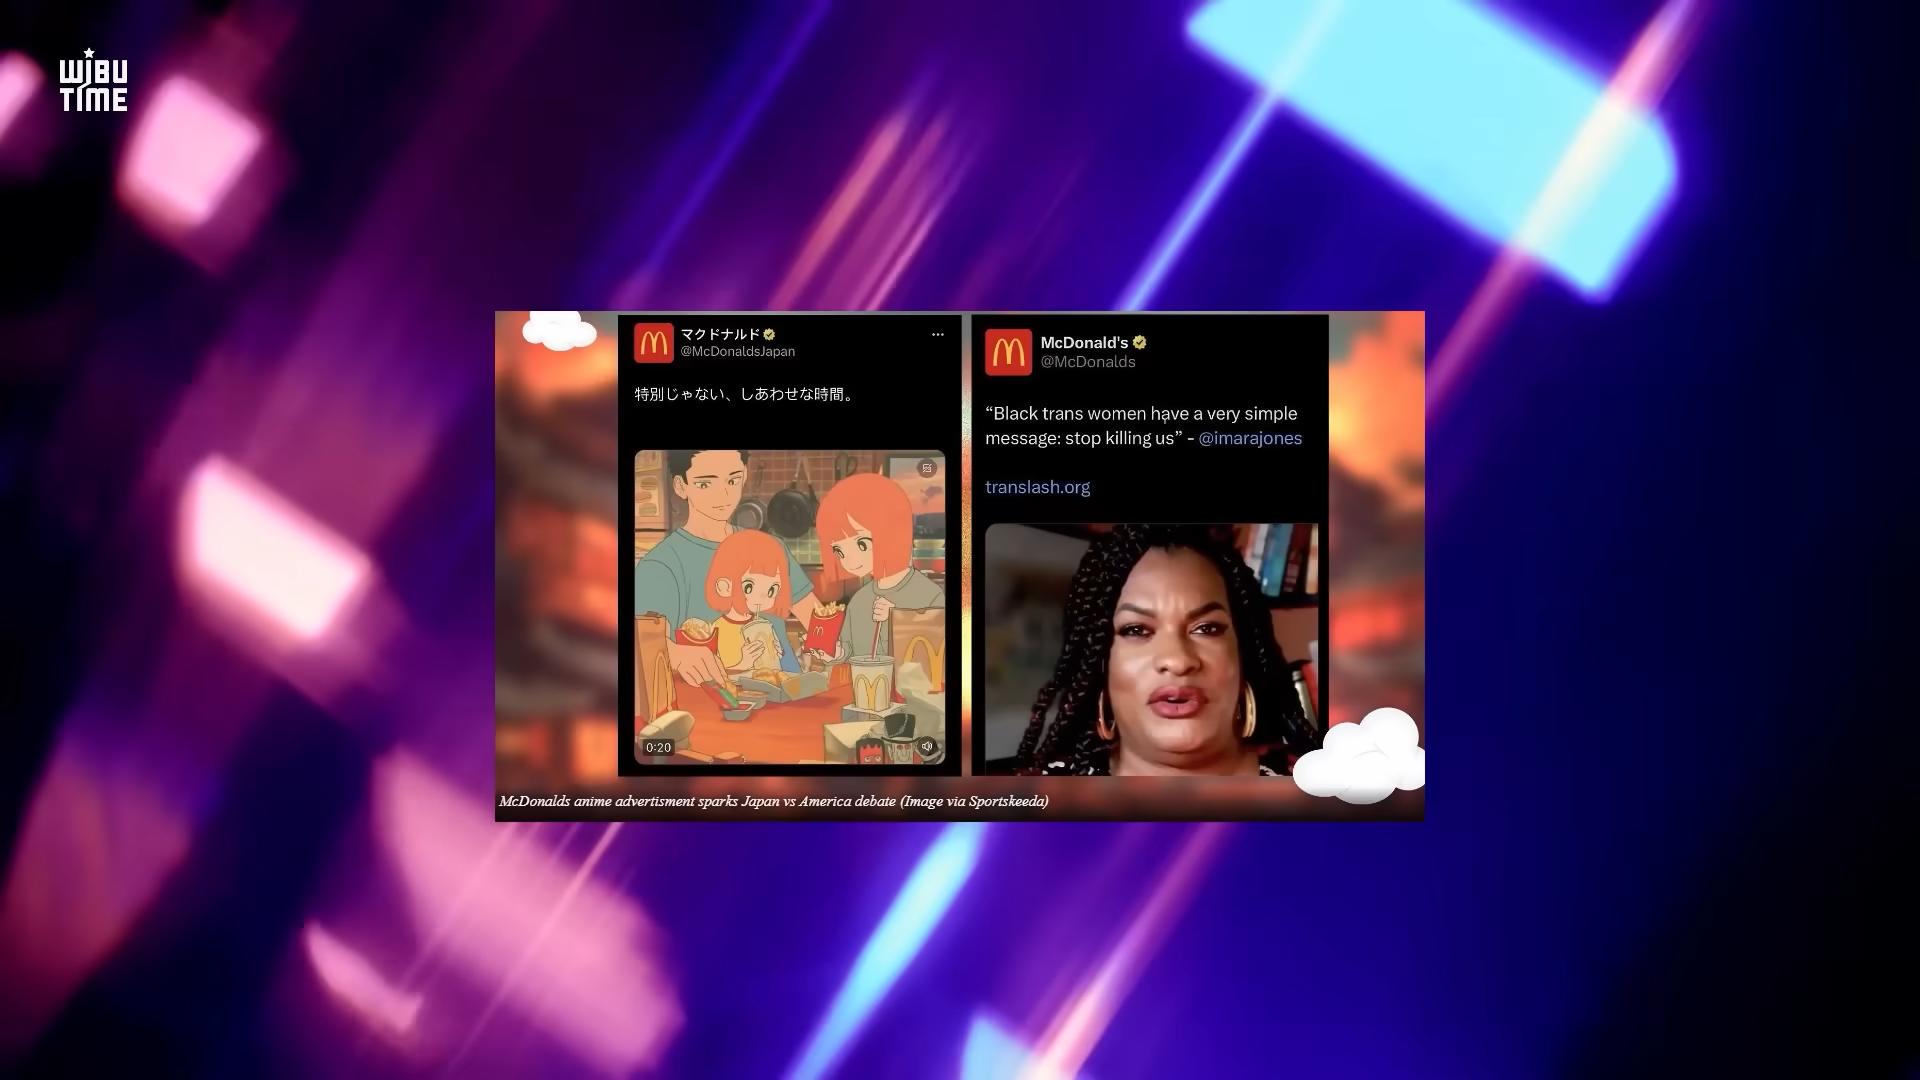 WIBU
TIME
マクドナルド
@McDonaldsJapan
特別じゃない、しあわせな時間。
0:20
McDonald's
@McDonalds
“Black trans women have a very simple
message: stop killing us” - @imarajones
translash.org
McDonalds anime advertisment sparks Japan vs America debate (Image via Sportskeeda)